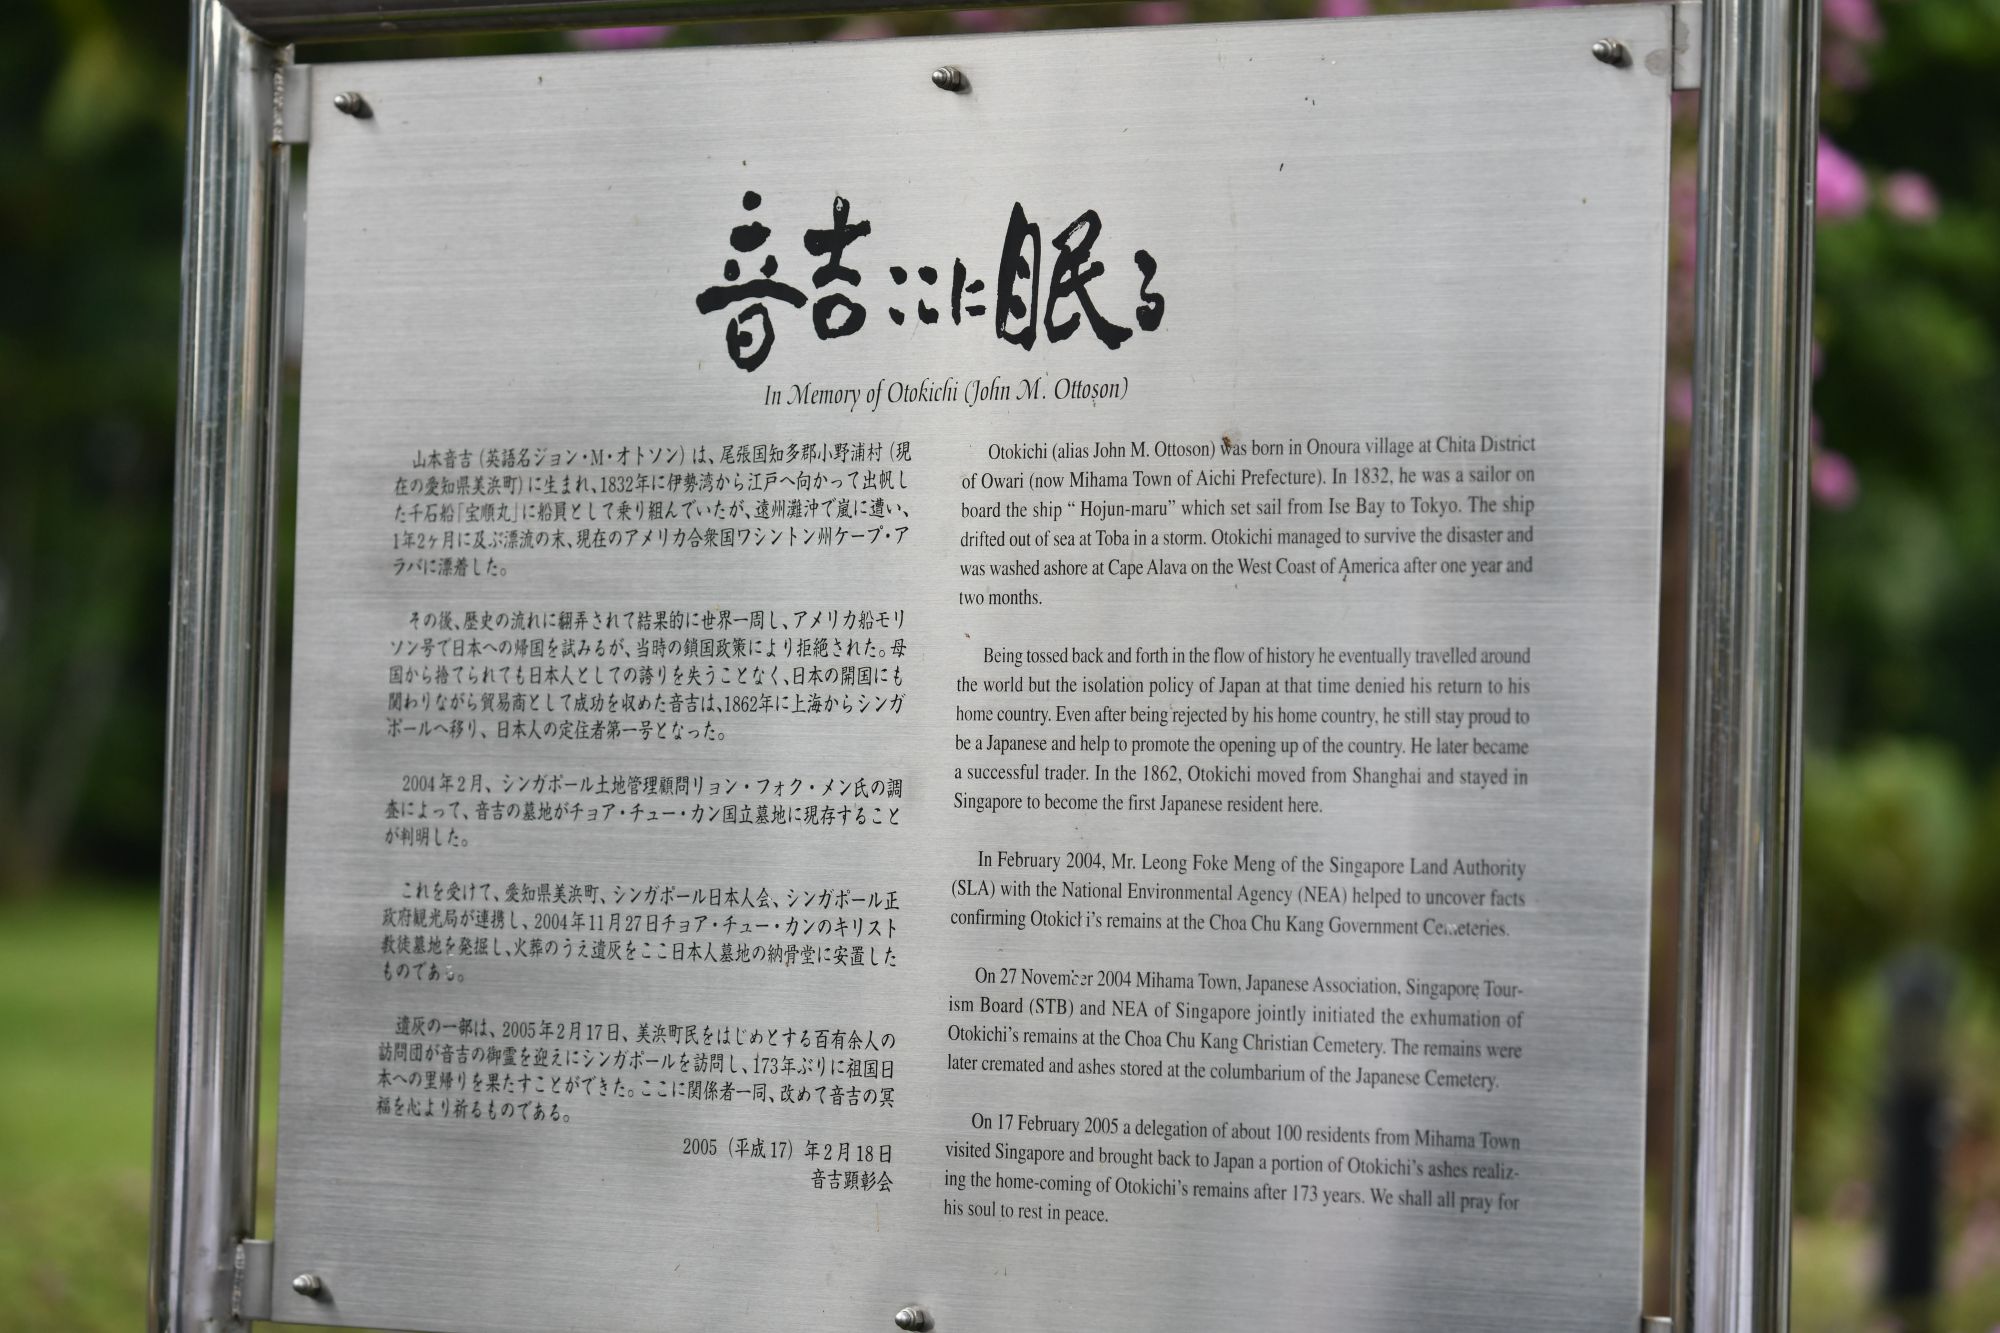 音吉ここに眠る
In Memory of Otokichi (John M. Ottoson)
山本音吉（英語名ジョン・M・オトソン）は、尾張国知多郡小野浦村（現
在の愛知県美浜町）に生まれ、1832年に伊勢湾から江戸へ向かって出帆し
た千石船「宝順丸」に船員として乗り組んでいたが、遠州灘沖で嵐に遭い、
1年2ヶ月に及ぶ漂流の末、現在のアメリカ合衆国ワシントン州ケープ・ア
ラバに漂着した。
その後、歴史の流れに翻弄されて結果的に世界一周し、アメリカ船モリ
ソン号で日本への帰国を試みるが、当時の鎖国政策により拒絶された。母
国から捨てられても日本人としての誇りを失うことなく、日本の開国にも
関わりながら貿易商として成功を収めた音吉は、1862年に上海からシンガ
ポールへ移り、日本人の定住者第一号となった。
2004年2月、シンガポール土地管理顧問リョン・フォク・メン氏の調
査によって、音吉の墓地がチョア・チュー・カン国立墓地に現存すること
が判明した。
これを受けて、愛知県美浜町、シンガポール日本人会、シンガポール正
政府観光局が連携し、2004年11月27日チョア・チュー・カンのキリスト
教徒墓地を発掘し、火葬のうえ遺灰をここ日本人墓地の納骨堂に安置した
ものである。
遺灰の一部は、2005年2月17日、美浜町民をはじめとする百有余人の
訪問団が音吉の御霊を迎えにシンガポールを訪問し、173年ぶりに祖国日
本への里帰りを果たすことができた。ここに関係者一同、改めて音吉の冥
福を心より祈るものである。
2005（平成17）年2月18日
音吉顕彰会
Otokichi (alias John M. Ottoson) was born in Onoura village at Chita District
of Owari (now Mihama Town of Aichi Prefecture). In 1832, he was a sailor on
board the ship “ Hojun-maru” which set sail from Ise Bay to Tokyo. The ship
drifted out of sea at Toba in a storm. Otokichi managed to survive the disaster and
was washed ashore at Cape Alava on the West Coast of America after one year and
two months.
Being tossed back and forth in the flow of history he eventually travelled around
the world but the isolation policy of Japan at that time denied his return to his
home country. Even after being rejected by his home country, he still stay proud to
be a Japanese and help to promote the opening up of the country. He later became
a successful trader. In the 1862, Otokichi moved from Shanghai and stayed in
Singapore to become the first Japanese resident here.
In February 2004, Mr. Leong Foke Meng of the Singapore Land Authority
(SLA) with the National Environmental Agency (NEA) helped to uncover facts
confirming Otokichi’s remains at the Choa Chu Kang Government Cemeteries.
On 27 November 2004 Mihama Town, Japanese Association, Singapore Tour-
ism Board (STB) and NEA of Singapore jointly initiated the exhumation of
Otokichi’s remains at the Choa Chu Kang Christian Cemetery. The remains were
later cremated and ashes stored at the columbarium of the Japanese Cemetery.
On 17 February 2005 a delegation of about 100 residents from Mihama Town
visited Singapore and brought back to Japan a portion of Otokichi’s ashes realiz-
ing the home-coming of Otokichi’s remains after 173 years. We shall all pray for
his soul to rest in peace.